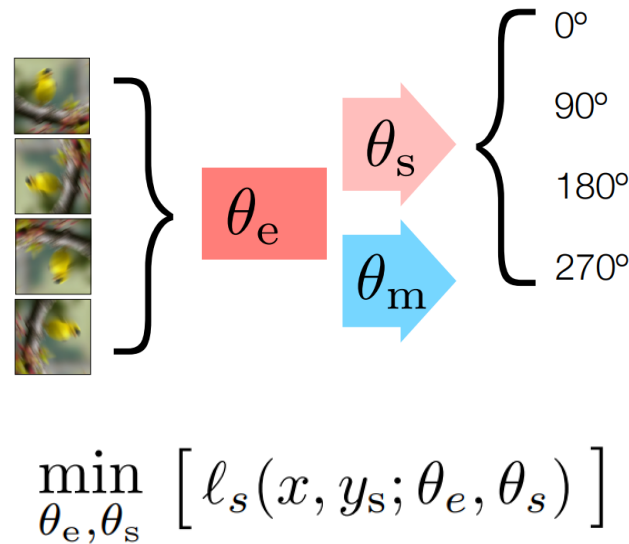 0º
90º
180º
270º
θe
θs
θm
min θe,θs [ ℓs(x, ys; θe, θs) ]